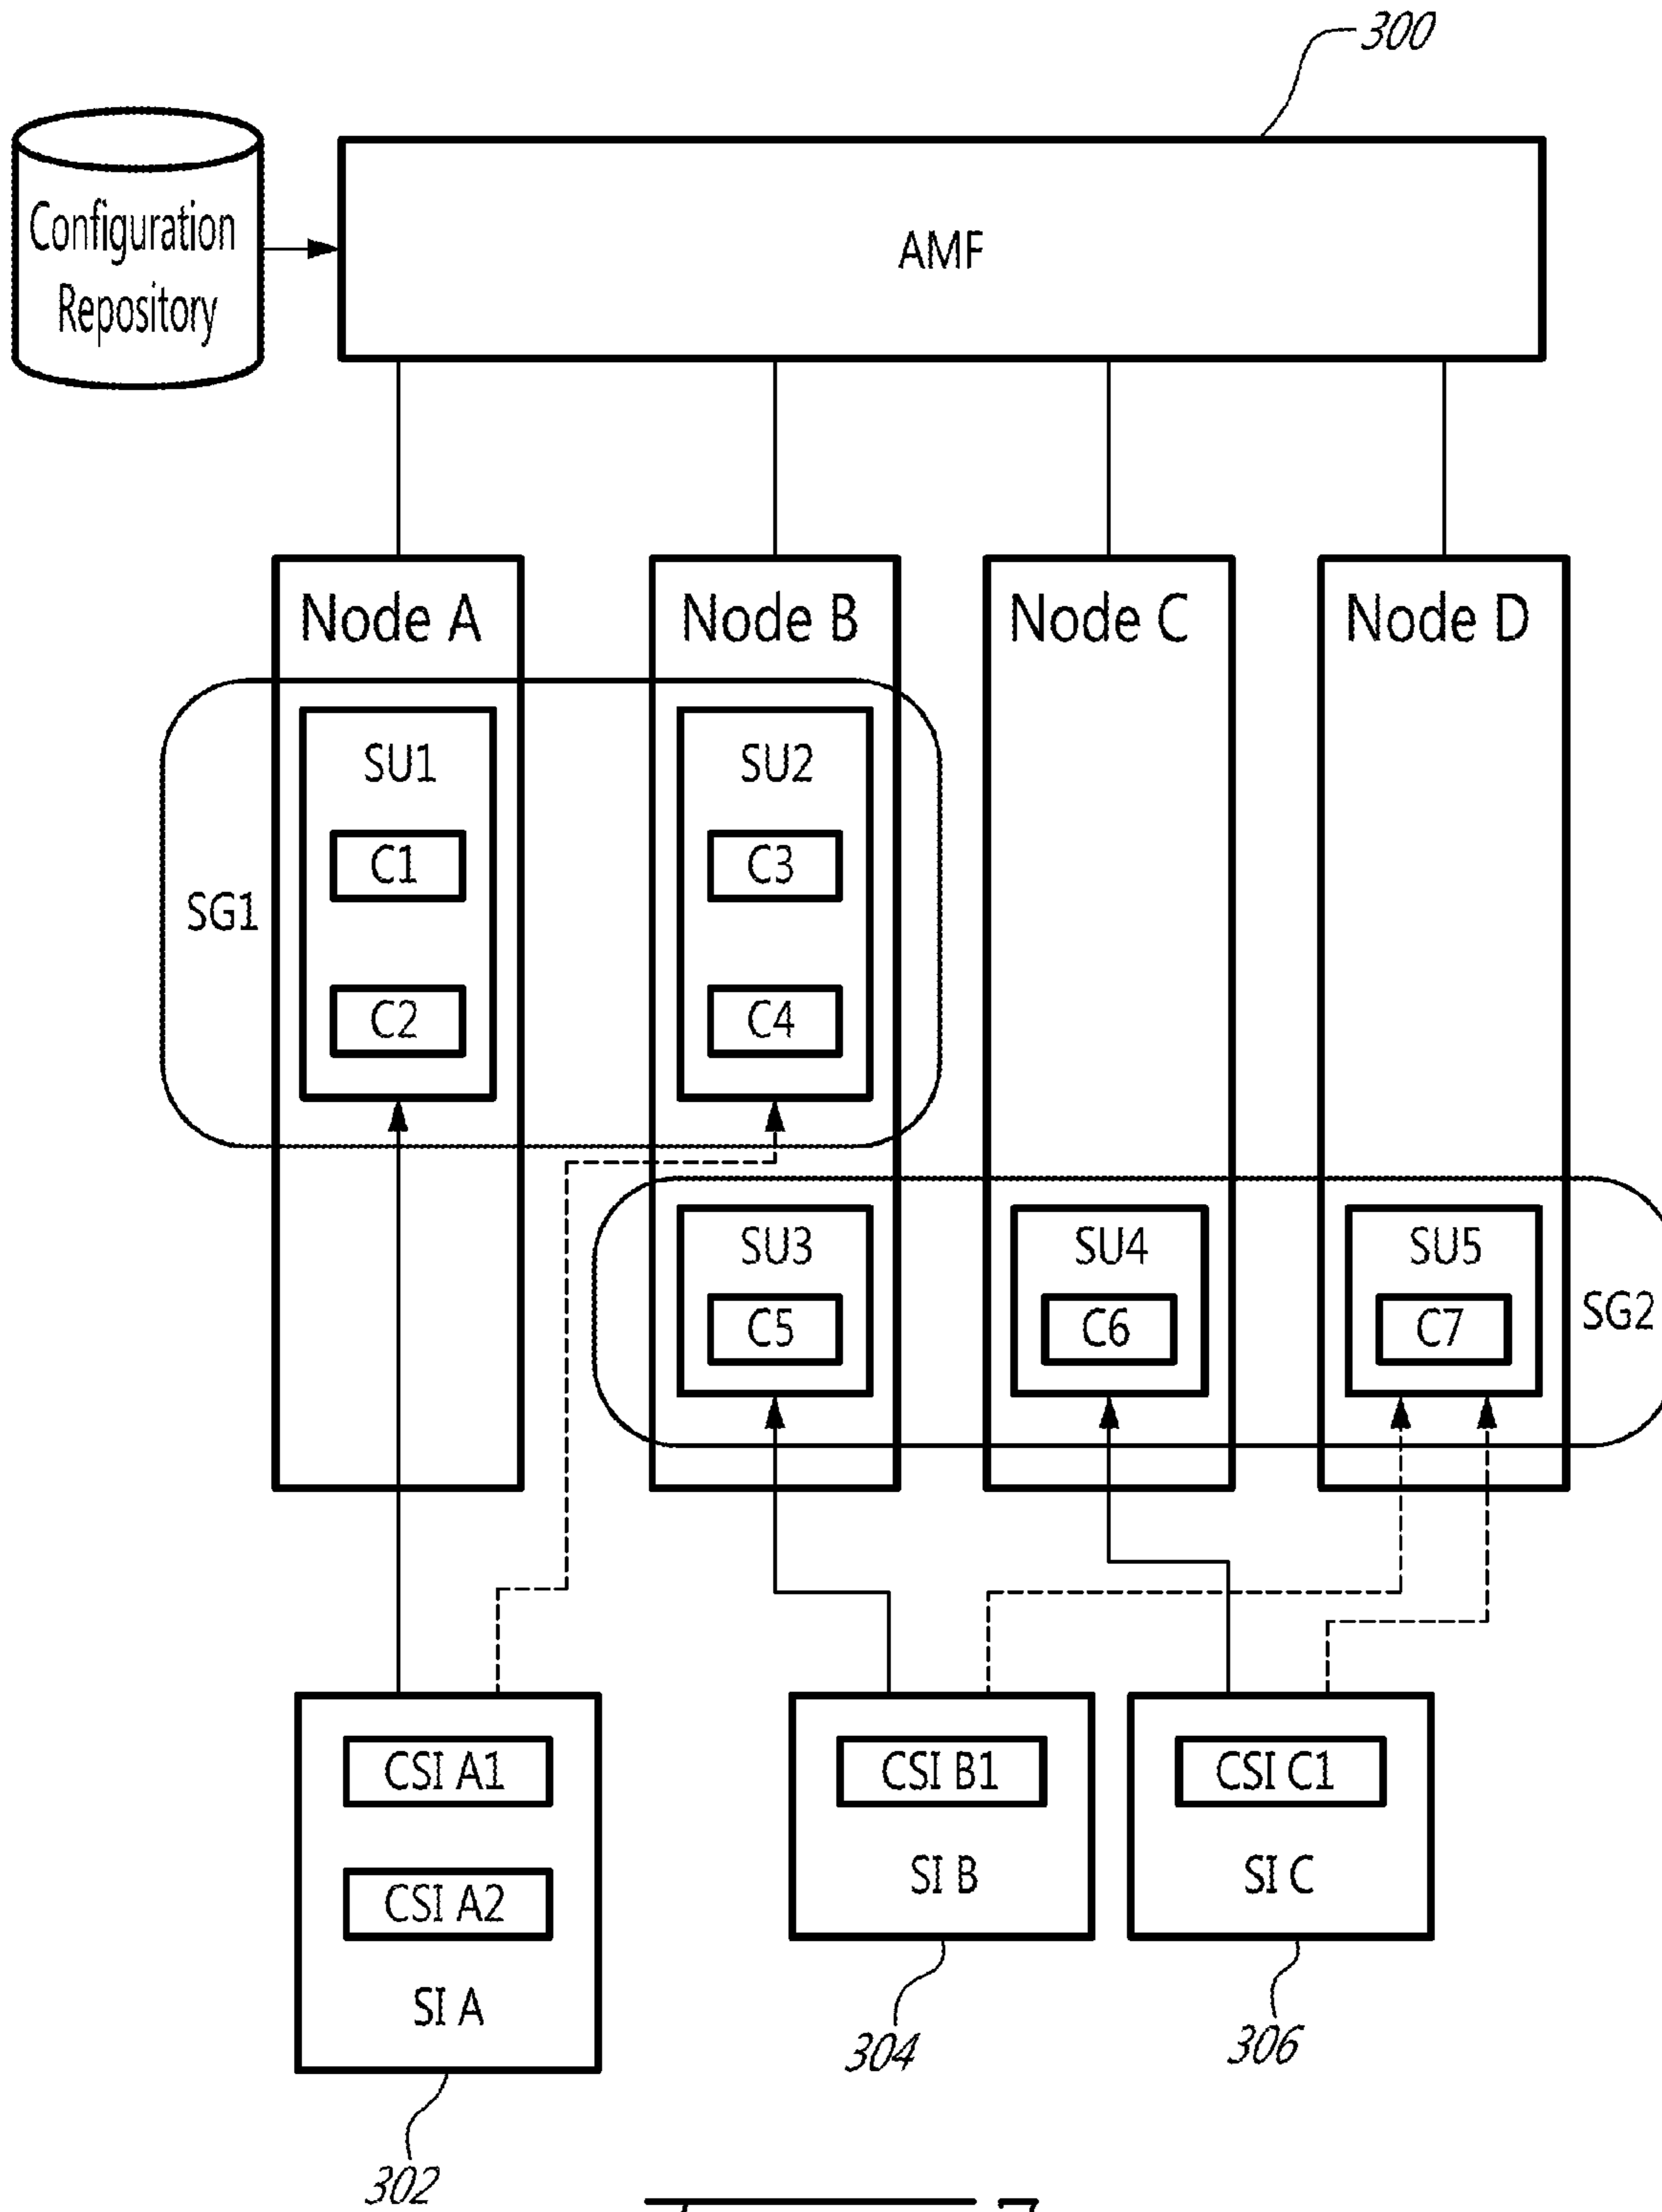 300
Configuration
Repository
AMF
Node A
Node B
Node C
Node D
SU1
SU2
C1
C3
SG1
C2
C4
SU3
SU4
SU5
C5
C6
C7
SG2
CSI A1
CSI B1
CSI C1
CSI A2
SI B
SI C
SI A
304
306
302